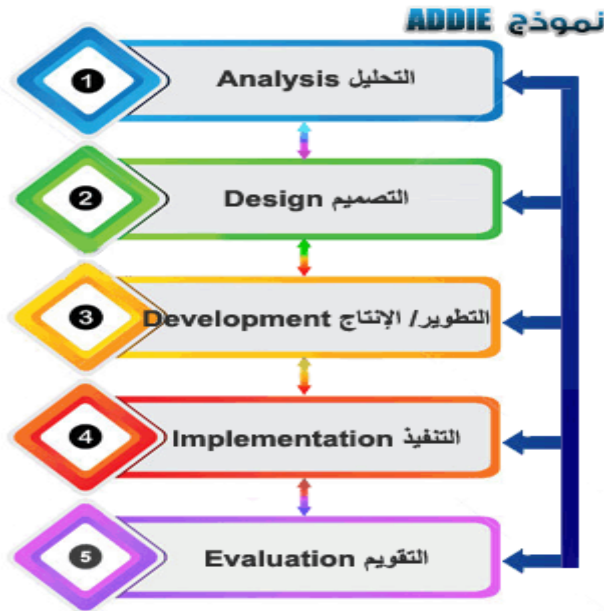 نموذج ADDIE
1
التحليل Analysis
2
التصميم Design
3
التطوير/ الإنتاج Development
4
التنفيذ Implementation
5
التقويم Evaluation